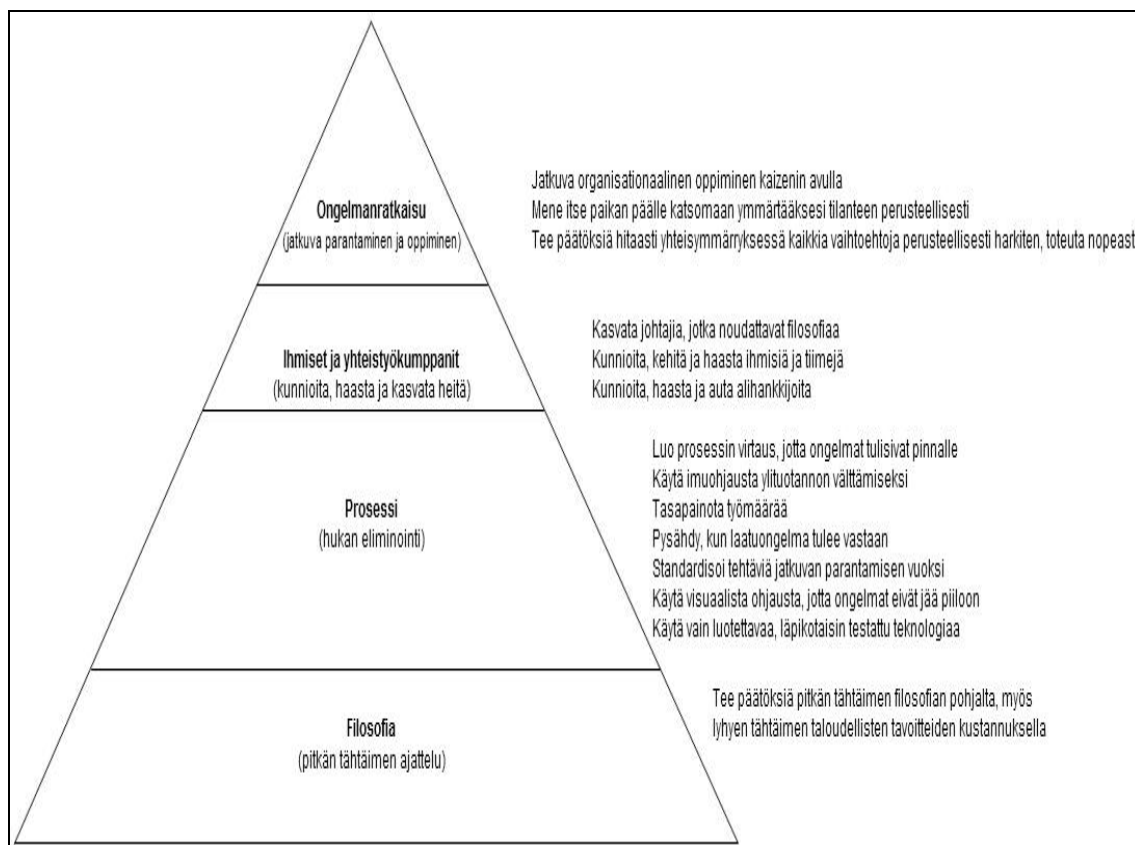 Ongelmanratkaisu
(jatkuva parantaminen ja oppiminen)
Jatkuva organisationaalinen oppiminen kaizenin avulla
Mene itse paikan päälle katsomaan ymmärtääksesi tilanteen perusteellisesti
Tee päätöksiä hitaasti yhteisymmärryksessä kaikkia vaihtoehtoja perusteellisesti harkiten, toteuta nopeast
Ihmiset ja yhteistyökumppanit
(kunnioita, haasta ja kasvata heitä)
Kasvata johtajia, jotka noudattavat filosofiaa
Kunnioita, kehitä ja haasta ihmisiä ja tiimejä
Kunnioita, haasta ja auta alihankkijoita
Prosessi
(hukan eliminointi)
Luo prosessin virtaus, jotta ongelmat tulisivat pinnalle
Käytä imuohjausta ylituotannon välttämiseksi
Tasapainota työmäärää
Pysähdy, kun laatuongelma tulee vastaan
Standardisoi tehtäviä jatkuvan parantamisen vuoksi
Käytä visuaalista ohjausta, jotta ongelmat eivät jää piiloon
Käytä vain luotettavaa, läpikotaisin testattu teknologiaa
Filosofia
(pitkän tähtäimen ajattelu)
Tee päätöksiä pitkän tähtäimen filosofian pohjalta, myös
lyhyen tähtäimen taloudellisten tavoitteiden kustannuksella